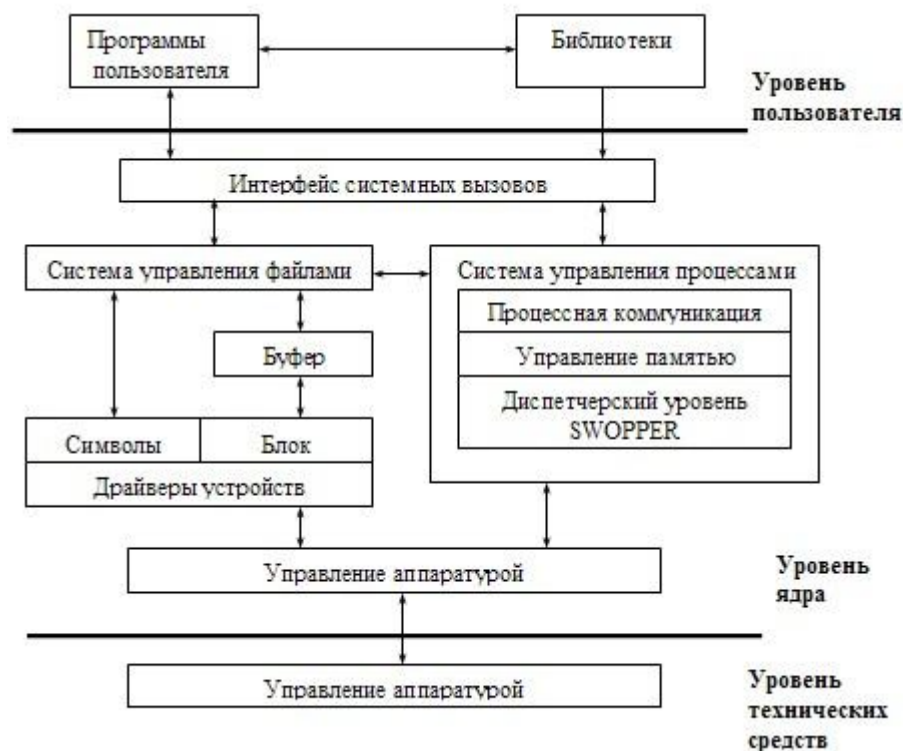 Программы
пользователя
Библиотеки
Уровень
пользователя
Интерфейс системных вызовов
Система управления файлами
Система управления процессами
Процессная коммуникация
Буфер
Управление памятью
Диспетчерский уровень
SWOPPER
Символы
Блок
Драйверы устройств
Управление аппаратурой
Уровень
ядра
Управление аппаратурой
Уровень
технических
средств